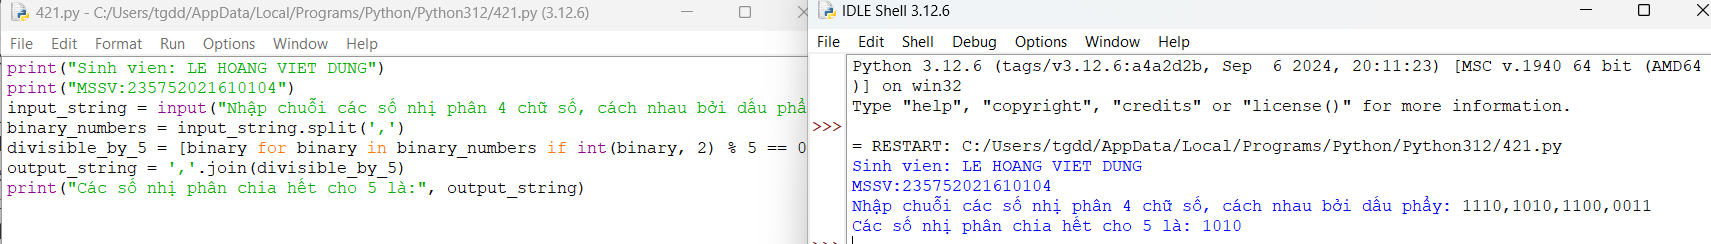 421.py - C:/Users/tgdd/AppData/Local/Programs/Python/Python312/421.py (3.12.6)
File Edit Format Run Options Window Help
print("Sinh vien: LE HOANG VIET DUNG")
print("MSSV:235752021610104")
input_string = input("Nhập chuỗi các số nhị phân 4 chữ số, cách nhau bởi dấu phẩ
binary_numbers = input_string.split(',')
divisible_by_5 = [binary for binary in binary_numbers if int(binary, 2) % 5 == 0
output_string = ','.join(divisible_by_5)
print("Các số nhị phân chia hết cho 5 là:", output_string)
IDLE Shell 3.12.6
File Edit Shell Debug Options Window Help
Python 3.12.6 (tags/v3.12.6:a4a2d2b, Sep  6 2024, 20:11:23) [MSC v.1940 64 bit (AMD64
)] on win32
Type "help", "copyright", "credits" or "license()" for more information.
>>>
= RESTART: C:/Users/tgdd/AppData/Local/Programs/Python/Python312/421.py
Sinh vien: LE HOANG VIET DUNG
MSSV:235752021610104
Nhập chuỗi các số nhị phân 4 chữ số, cách nhau bởi dấu phẩy: 1110,1010,1100,0011
Các số nhị phân chia hết cho 5 là: 1010
>>>